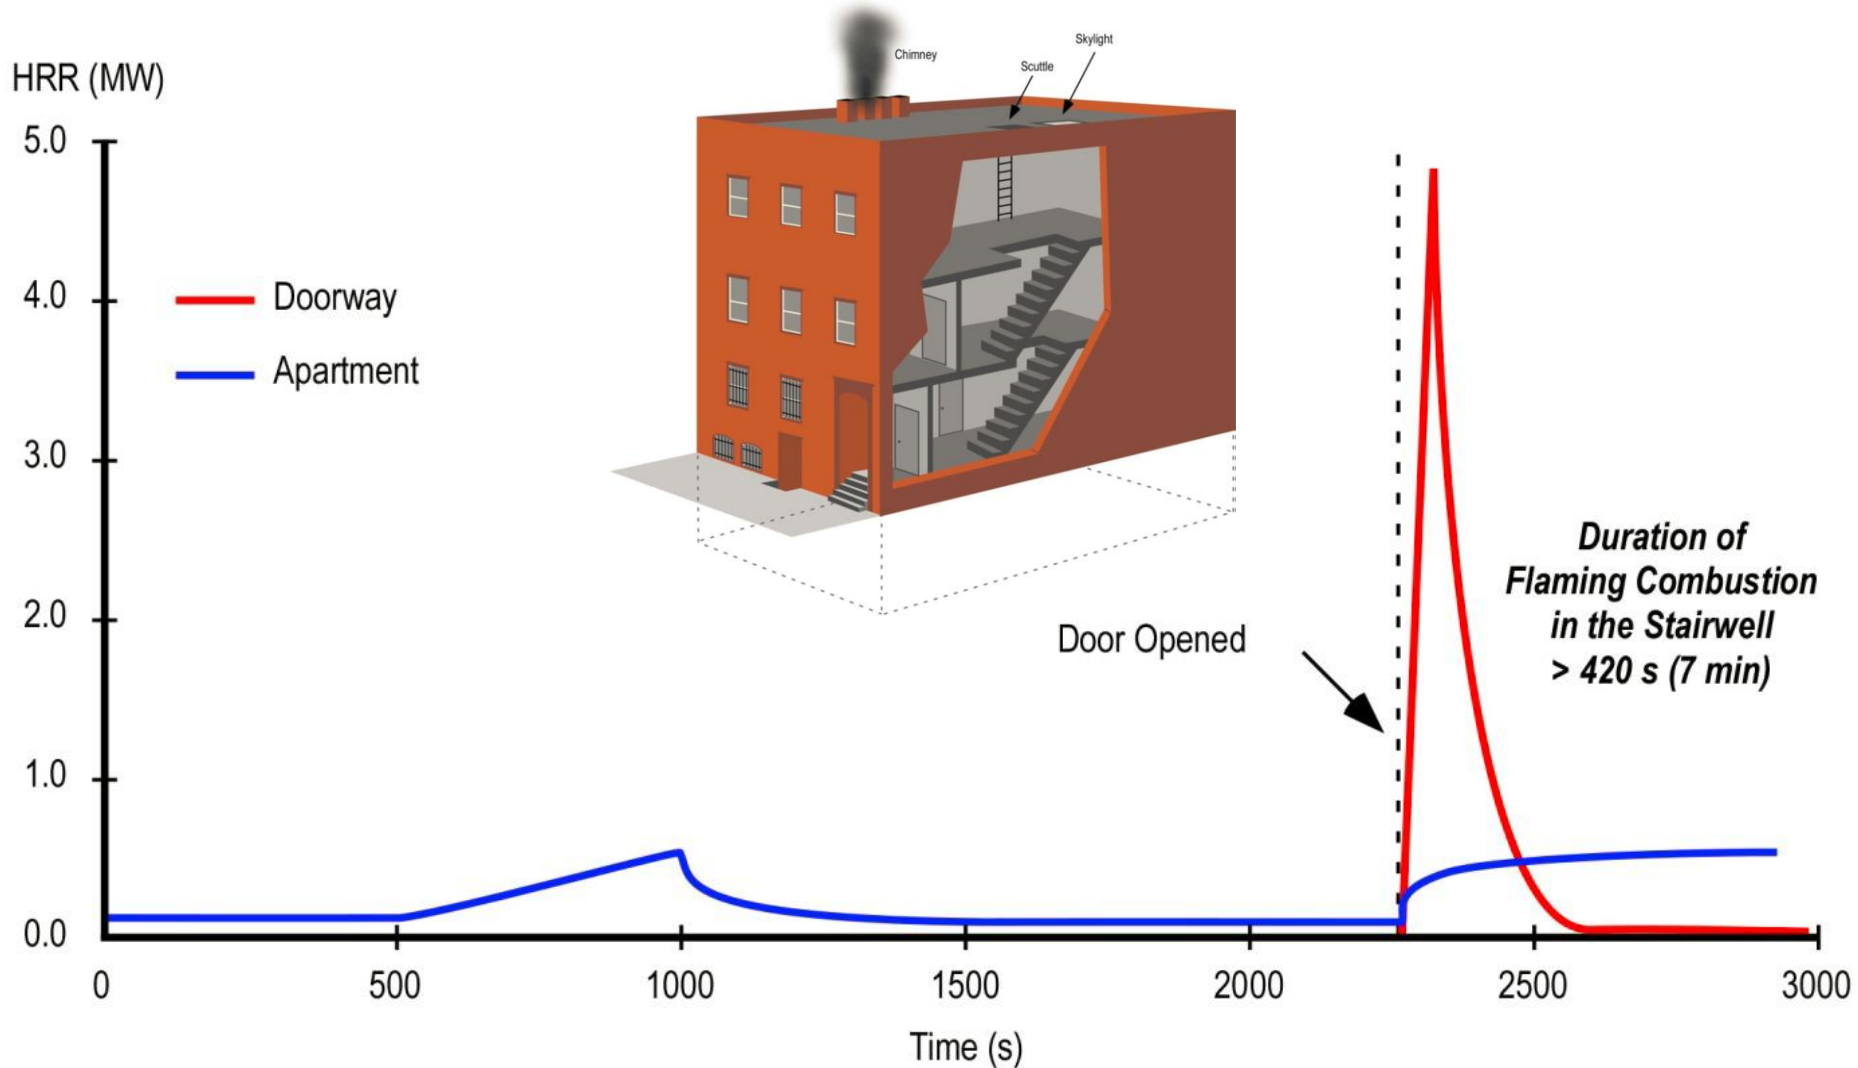 HRR (MW)
Chimney
Scuttle
Skylight
5.0
4.0
3.0
2.0
1.0
0.0
Doorway
Apartment
Door Opened
Duration of
Flaming Combustion
in the Stairwell
> 420 s (7 min)
0
500
1000
1500
2000
2500
3000
Time (s)